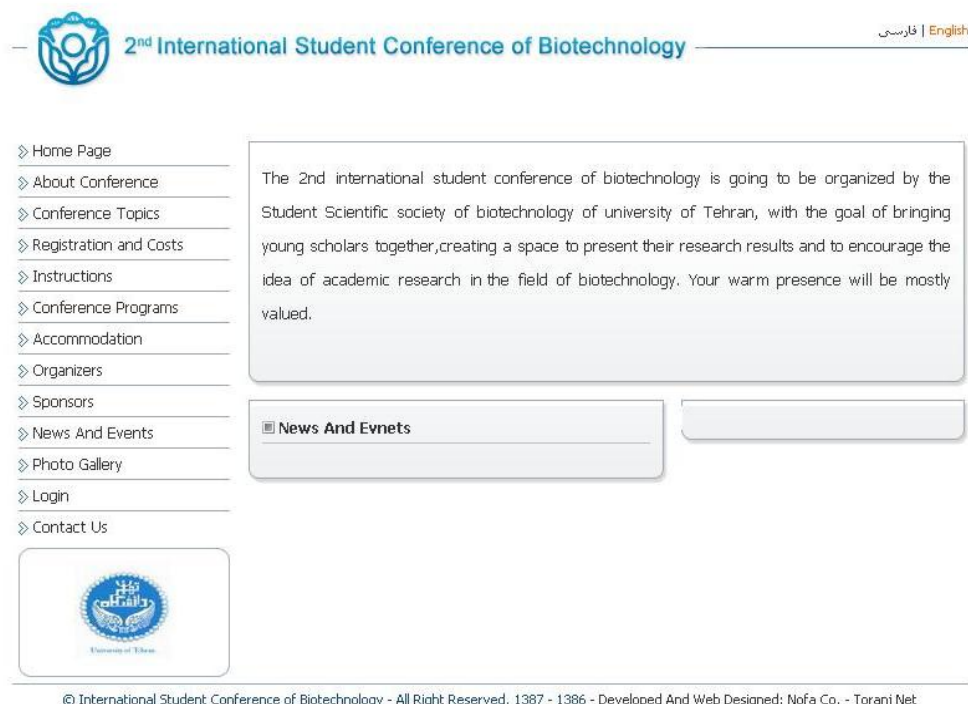 2nd International Student Conference of Biotechnology
فارسی | English
Home Page
About Conference
Conference Topics
Registration and Costs
Instructions
Conference Programs
Accommodation
Organizers
Sponsors
News And Events
Photo Gallery
Login
Contact Us
The 2nd international student conference of biotechnology is going to be organized by the
Student Scientific society of biotechnology of university of Tehran, with the goal of bringing
young scholars together,creating a space to present their research results and to encourage the
idea of academic research in the field of biotechnology. Your warm presence will be mostly
valued.
News And Evnets
University of Tehran
© International Student Conference of Biotechnology - All Right Reserved. 1387 - 1386 - Developed And Web Designed: Nofa Co. - Toranj Net